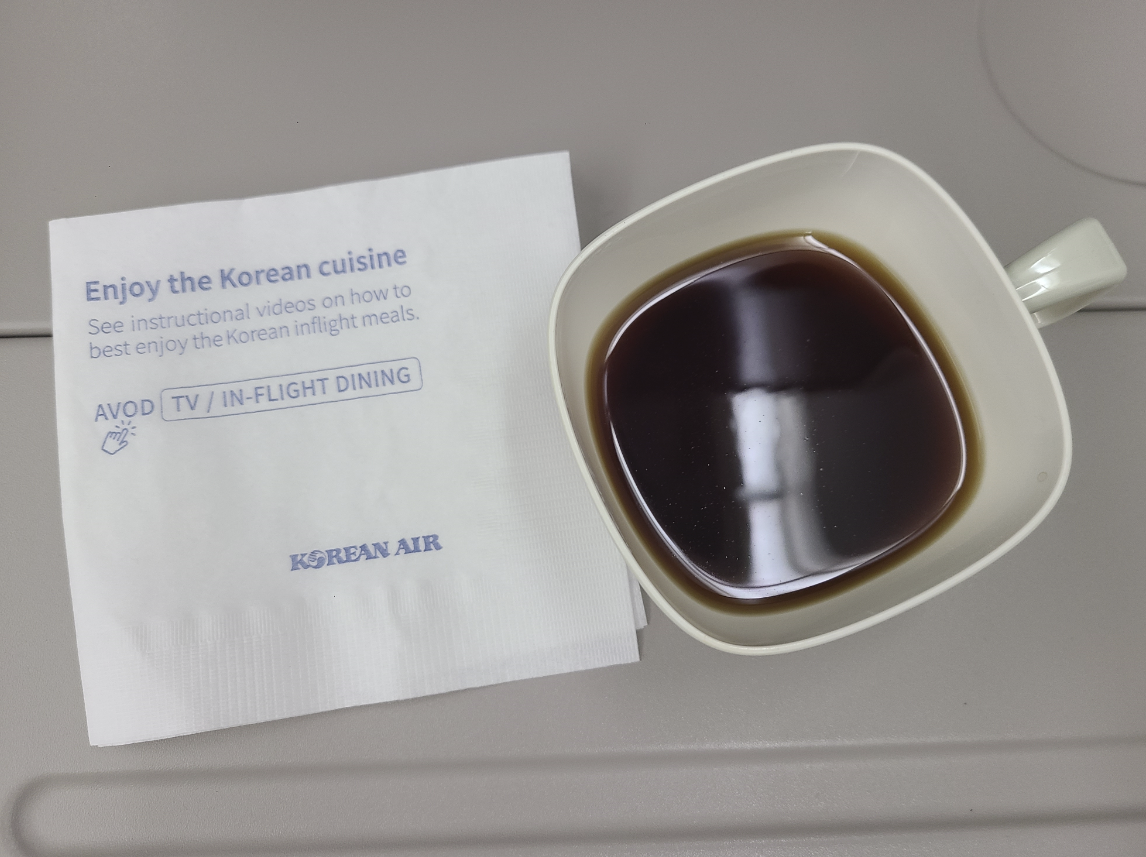 Enjoy the Korean cuisine
See instructional videos on how to
best enjoy the Korean inflight meals.
AVOD TV / IN-FLIGHT DINING
KOREAN AIR